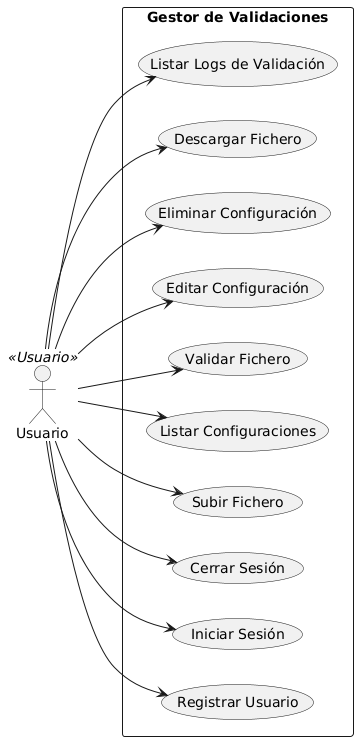 Gestor de Validaciones
Listar Logs de Validación
Descargar Fichero
Eliminar Configuración
Editar Configuración
«Usuario»
Usuario
Validar Fichero
Listar Configuraciones
Subir Fichero
Cerrar Sesión
Iniciar Sesión
Registrar Usuario